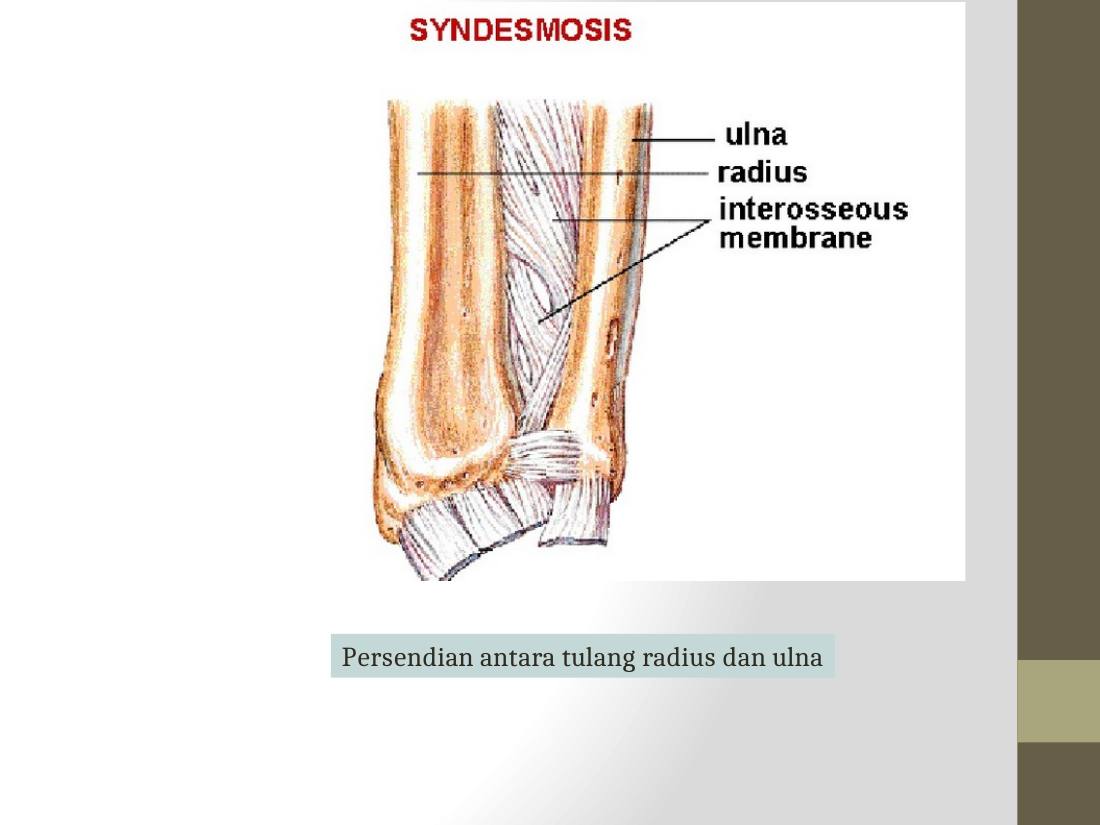 SYNDESMOSIS
ulna
radius
interosseous
membrane
Persendian antara tulang radius dan ulna